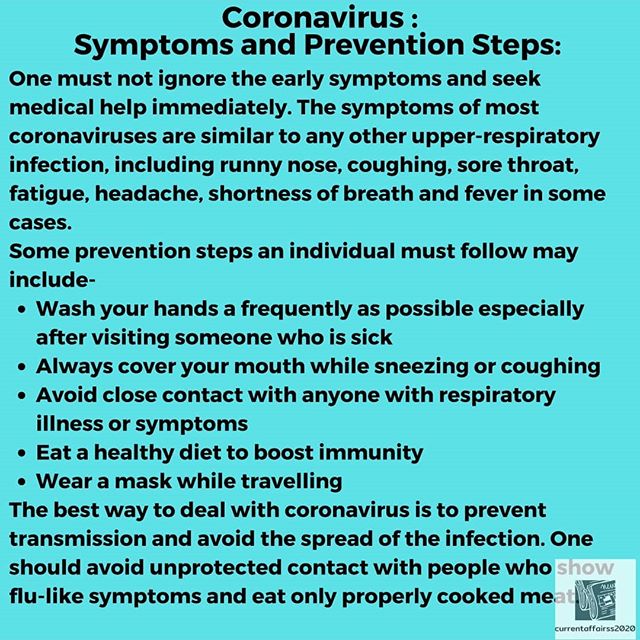 Coronavirus :
Symptoms and Prevention Steps:
One must not ignore the early symptoms and seek
medical help immediately. The symptoms of most
coronaviruses are similar to any other upper-respiratory
infection, including runny nose, coughing, sore throat,
fatigue, headache, shortness of breath and fever in some
cases.
Some prevention steps an individual must follow may
include-
• Wash your hands a frequently as possible especially
after visiting someone who is sick
• Always cover your mouth while sneezing or coughing
• Avoid close contact with anyone with respiratory
illness or symptoms
• Eat a healthy diet to boost immunity
• Wear a mask while travelling
The best way to deal with coronavirus is to prevent
transmission and avoid the spread of the infection. One
should avoid unprotected contact with people who show
flu-like symptoms and eat only properly cooked meat.
currentaffairss2020